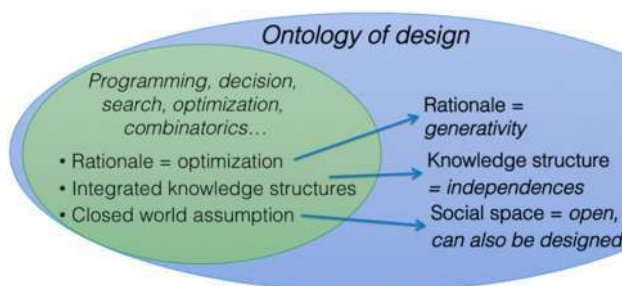 Ontology of design
Programming, decision,
search, optimization,
combinatorics…
• Rationale = optimization
• Integrated knowledge structures
• Closed world assumption
Rationale =
generativity
Knowledge structure
= independences
Social space = open,
can also be designed